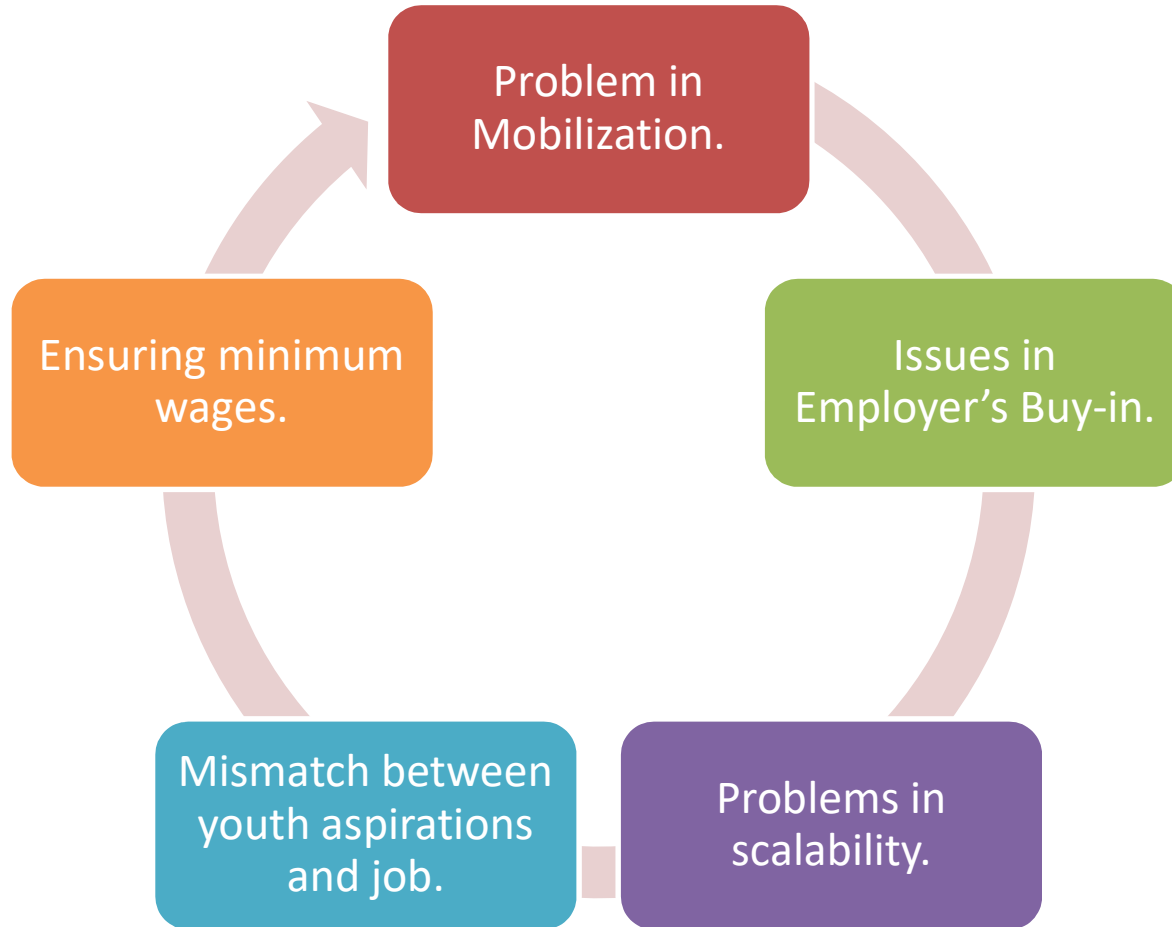 Problem in
Mobilization.
Issues in
Employer’s Buy-in.
Problems in
scalability.
Mismatch between
youth aspirations
and job.
Ensuring minimum
wages.